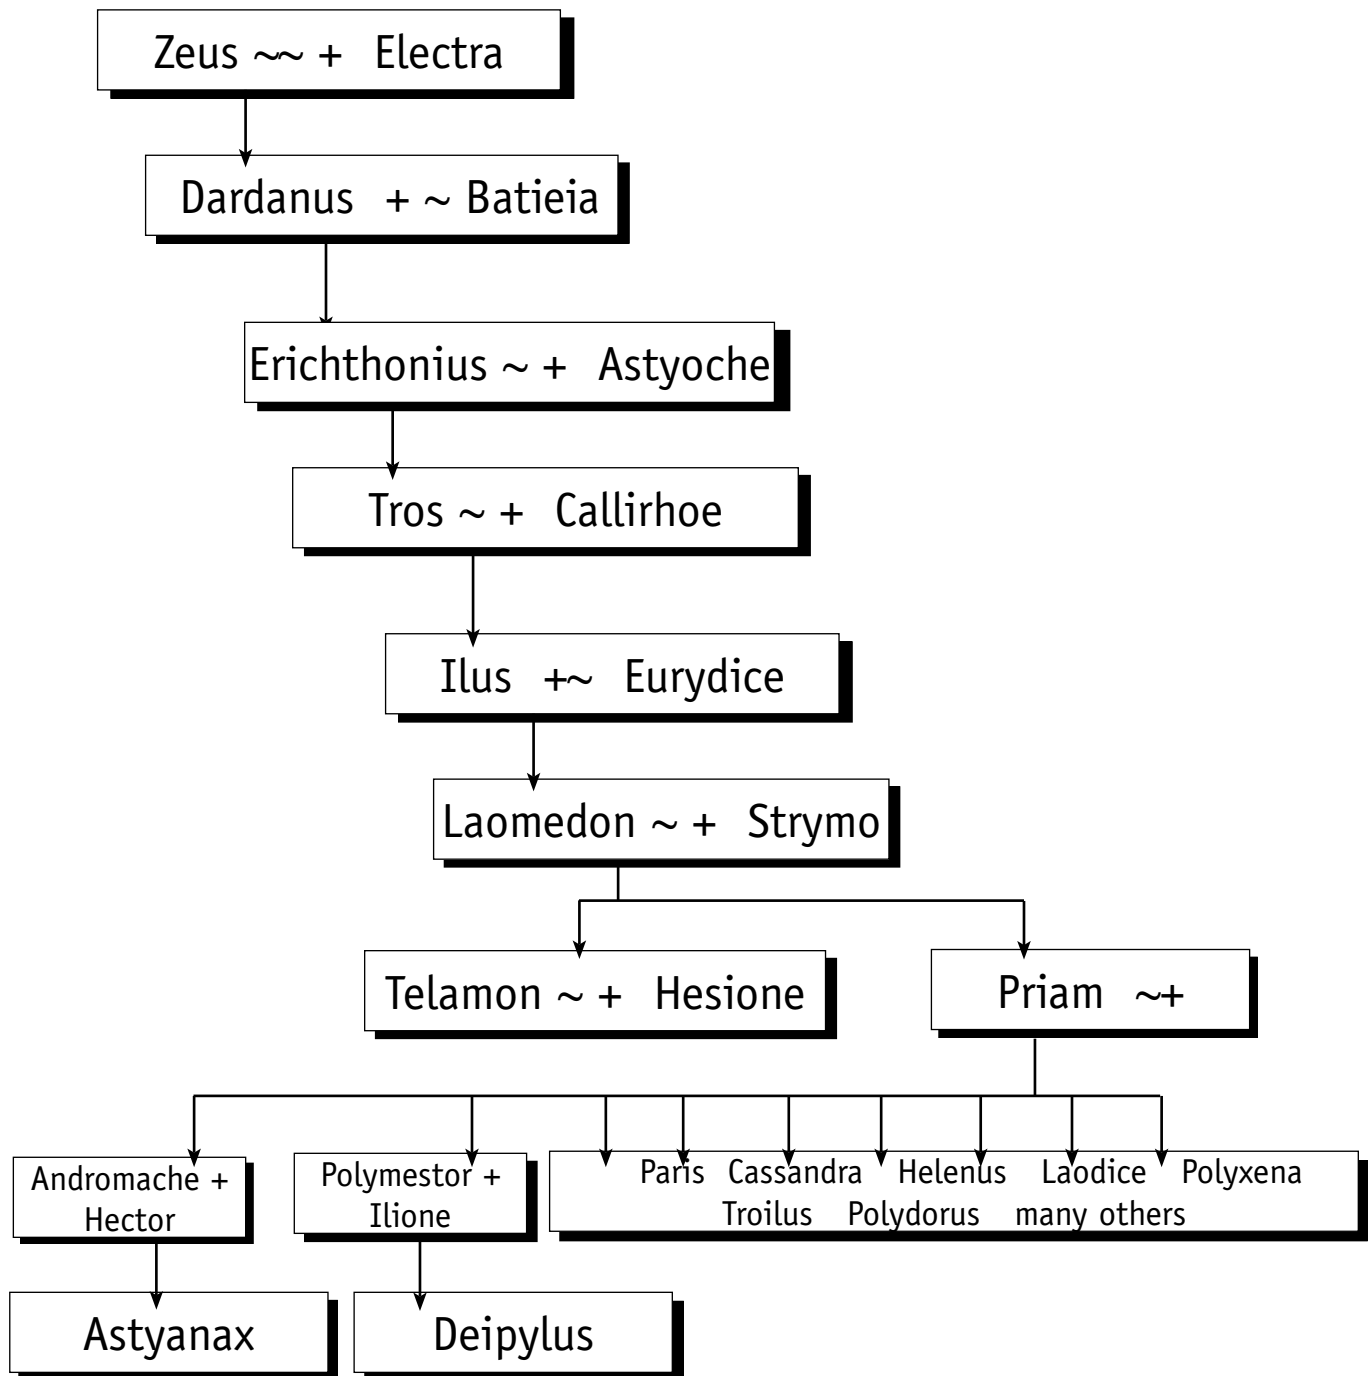 Zeus ~~ + Electra
Dardanus + ~ Batieia
Erichthonius ~ + Astyoche
Tros ~ + Callirhoe
Ilus +~ Eurydice
Laomedon ~ + Strymo
Telamon ~ + Hesione
Priam ~+
Andromache +
Hector
Polymestor +
Ilione
Paris Cassandra Helenus Laodice Polyxena
Troilus Polydorus many others
Astyanax
Deipylus